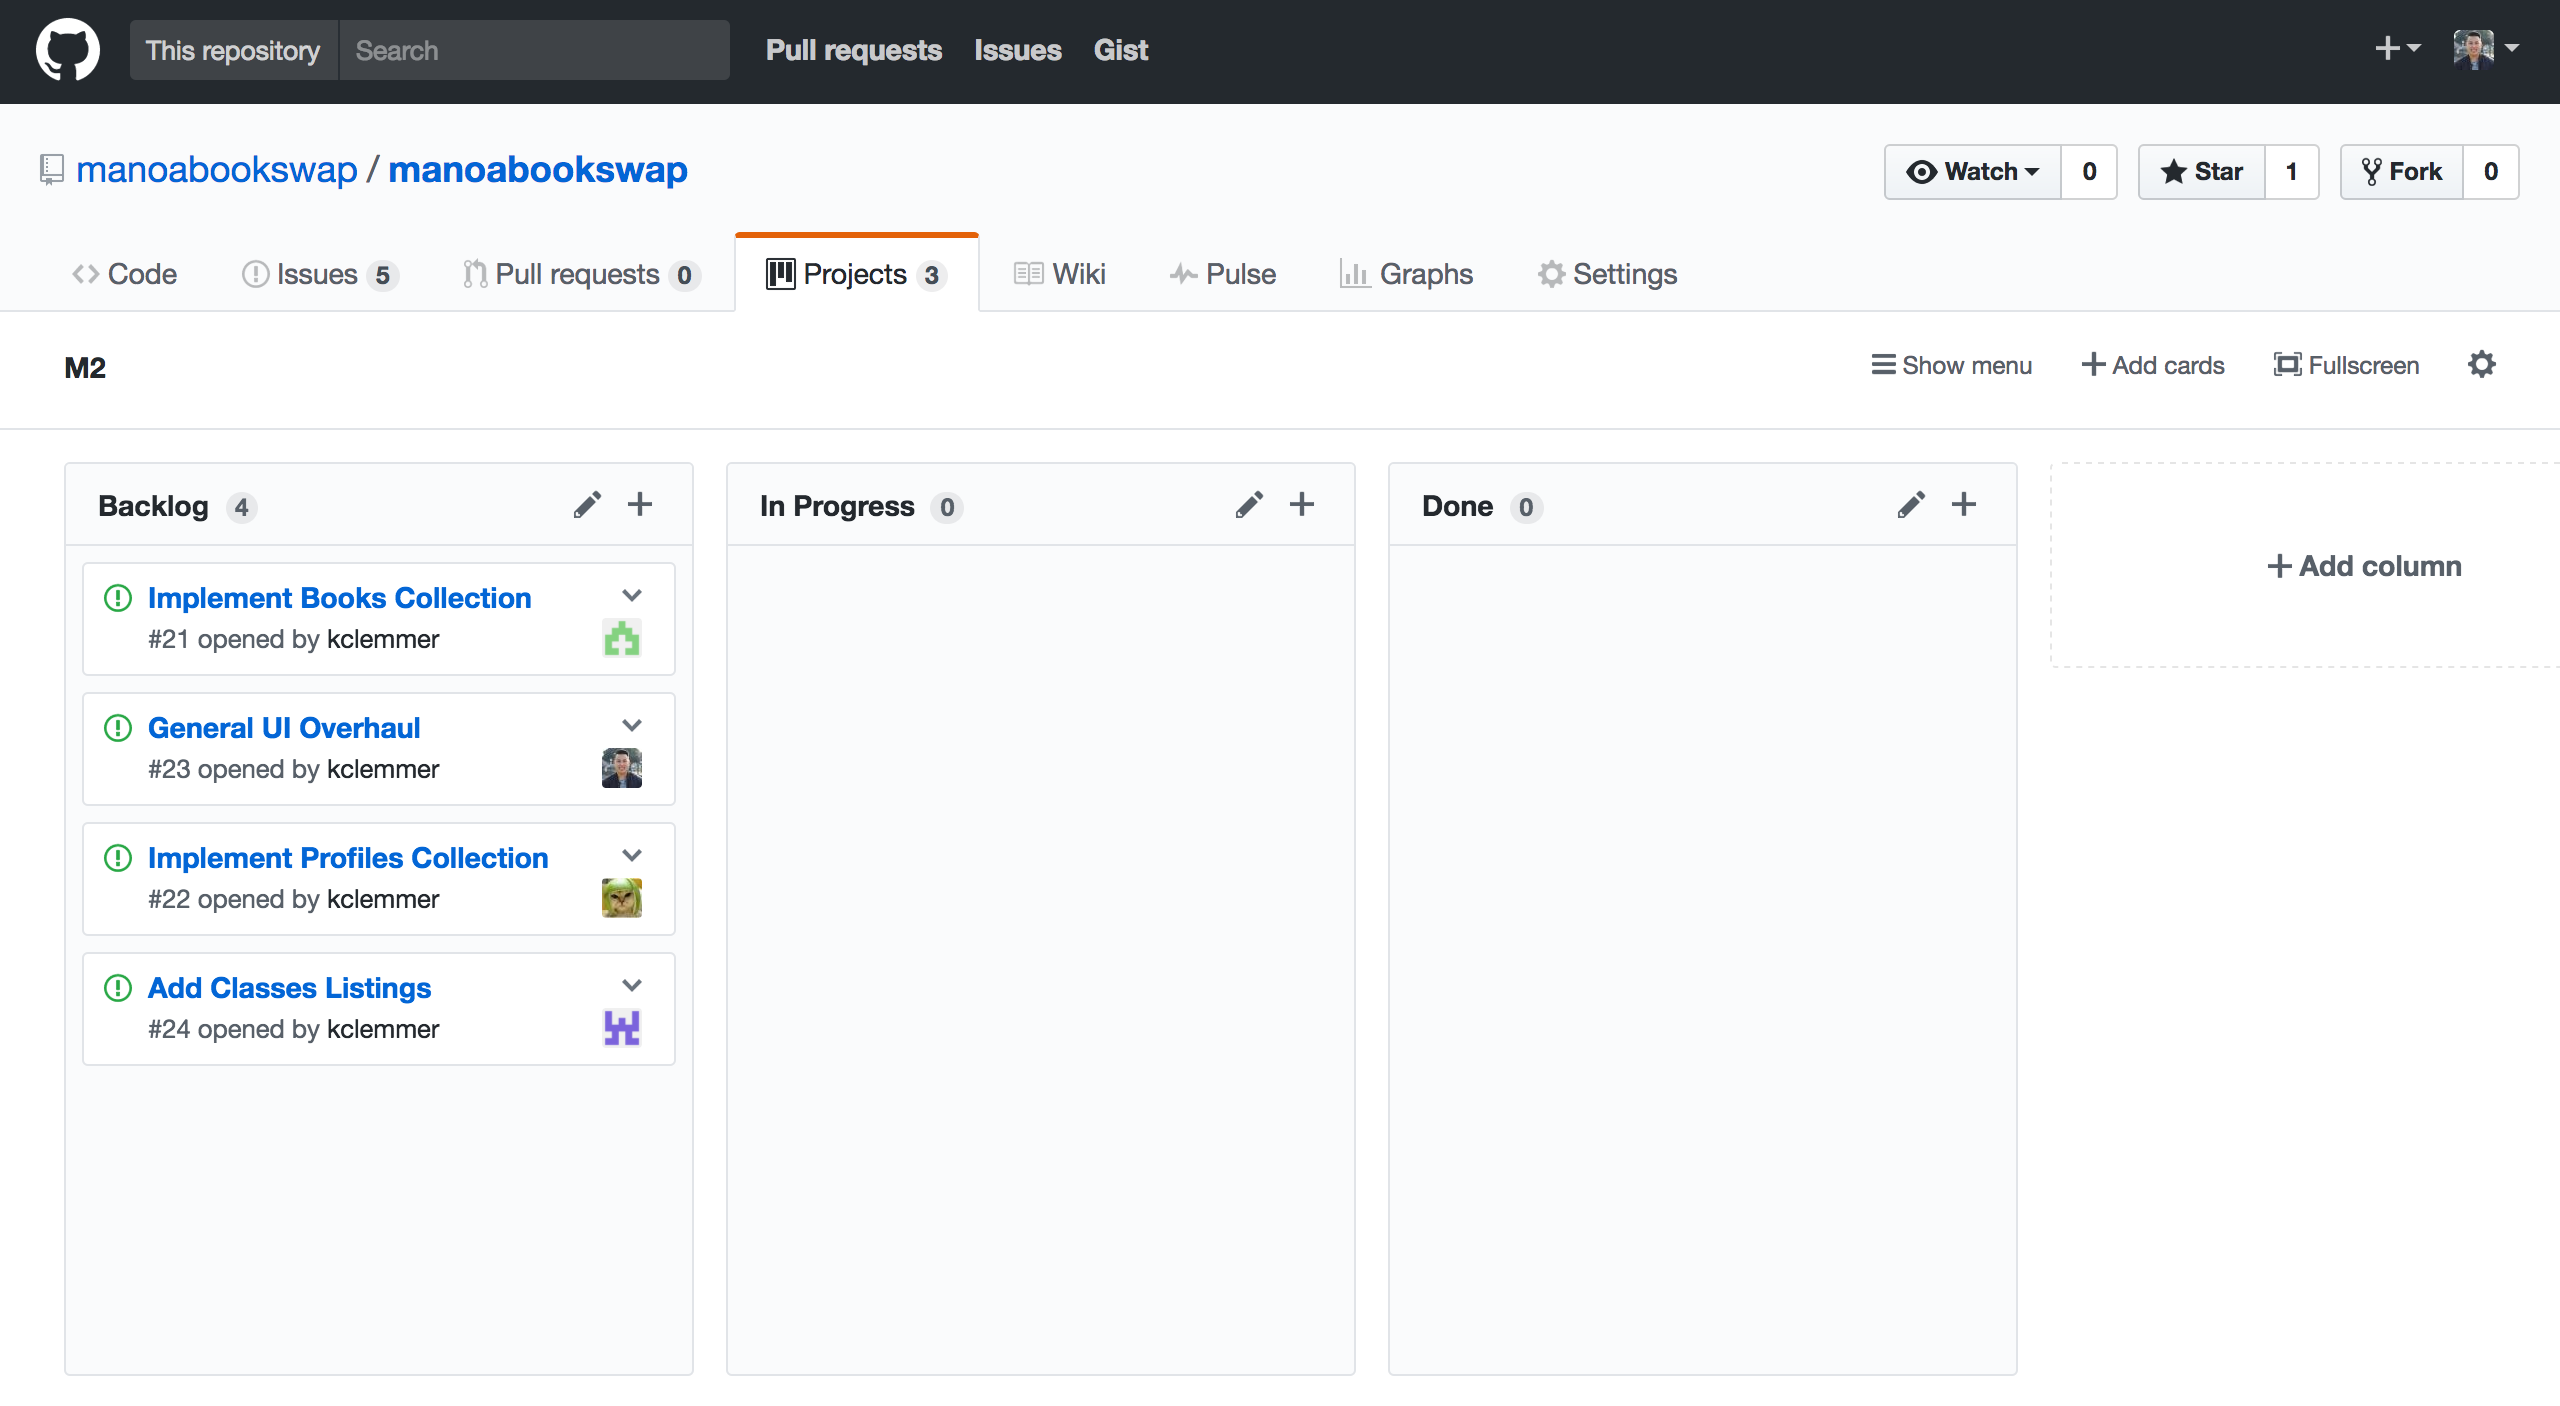 This repository Search Pull requests Issues Gist
manoabookswap / manoabookswap
Watch 0 Star 1 Fork 0
Code Issues 5 Pull requests 0 Projects 3 Wiki Pulse Graphs Settings
M2
Show menu Add cards Fullscreen
Backlog 4
Implement Books Collection
#21 opened by kclemmer
General UI Overhaul
#23 opened by kclemmer
Implement Profiles Collection
#22 opened by kclemmer
Add Classes Listings
#24 opened by kclemmer
In Progress 0
Done 0
Add column